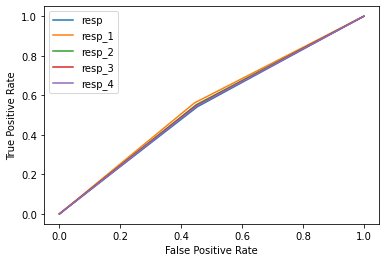 resp
resp_1
resp_2
resp_3
resp_4
True Positive Rate
1.0
0.8
0.6
0.4
0.2
0.0
0.0 0.2 0.4 0.6 0.8 1.0
False Positive Rate